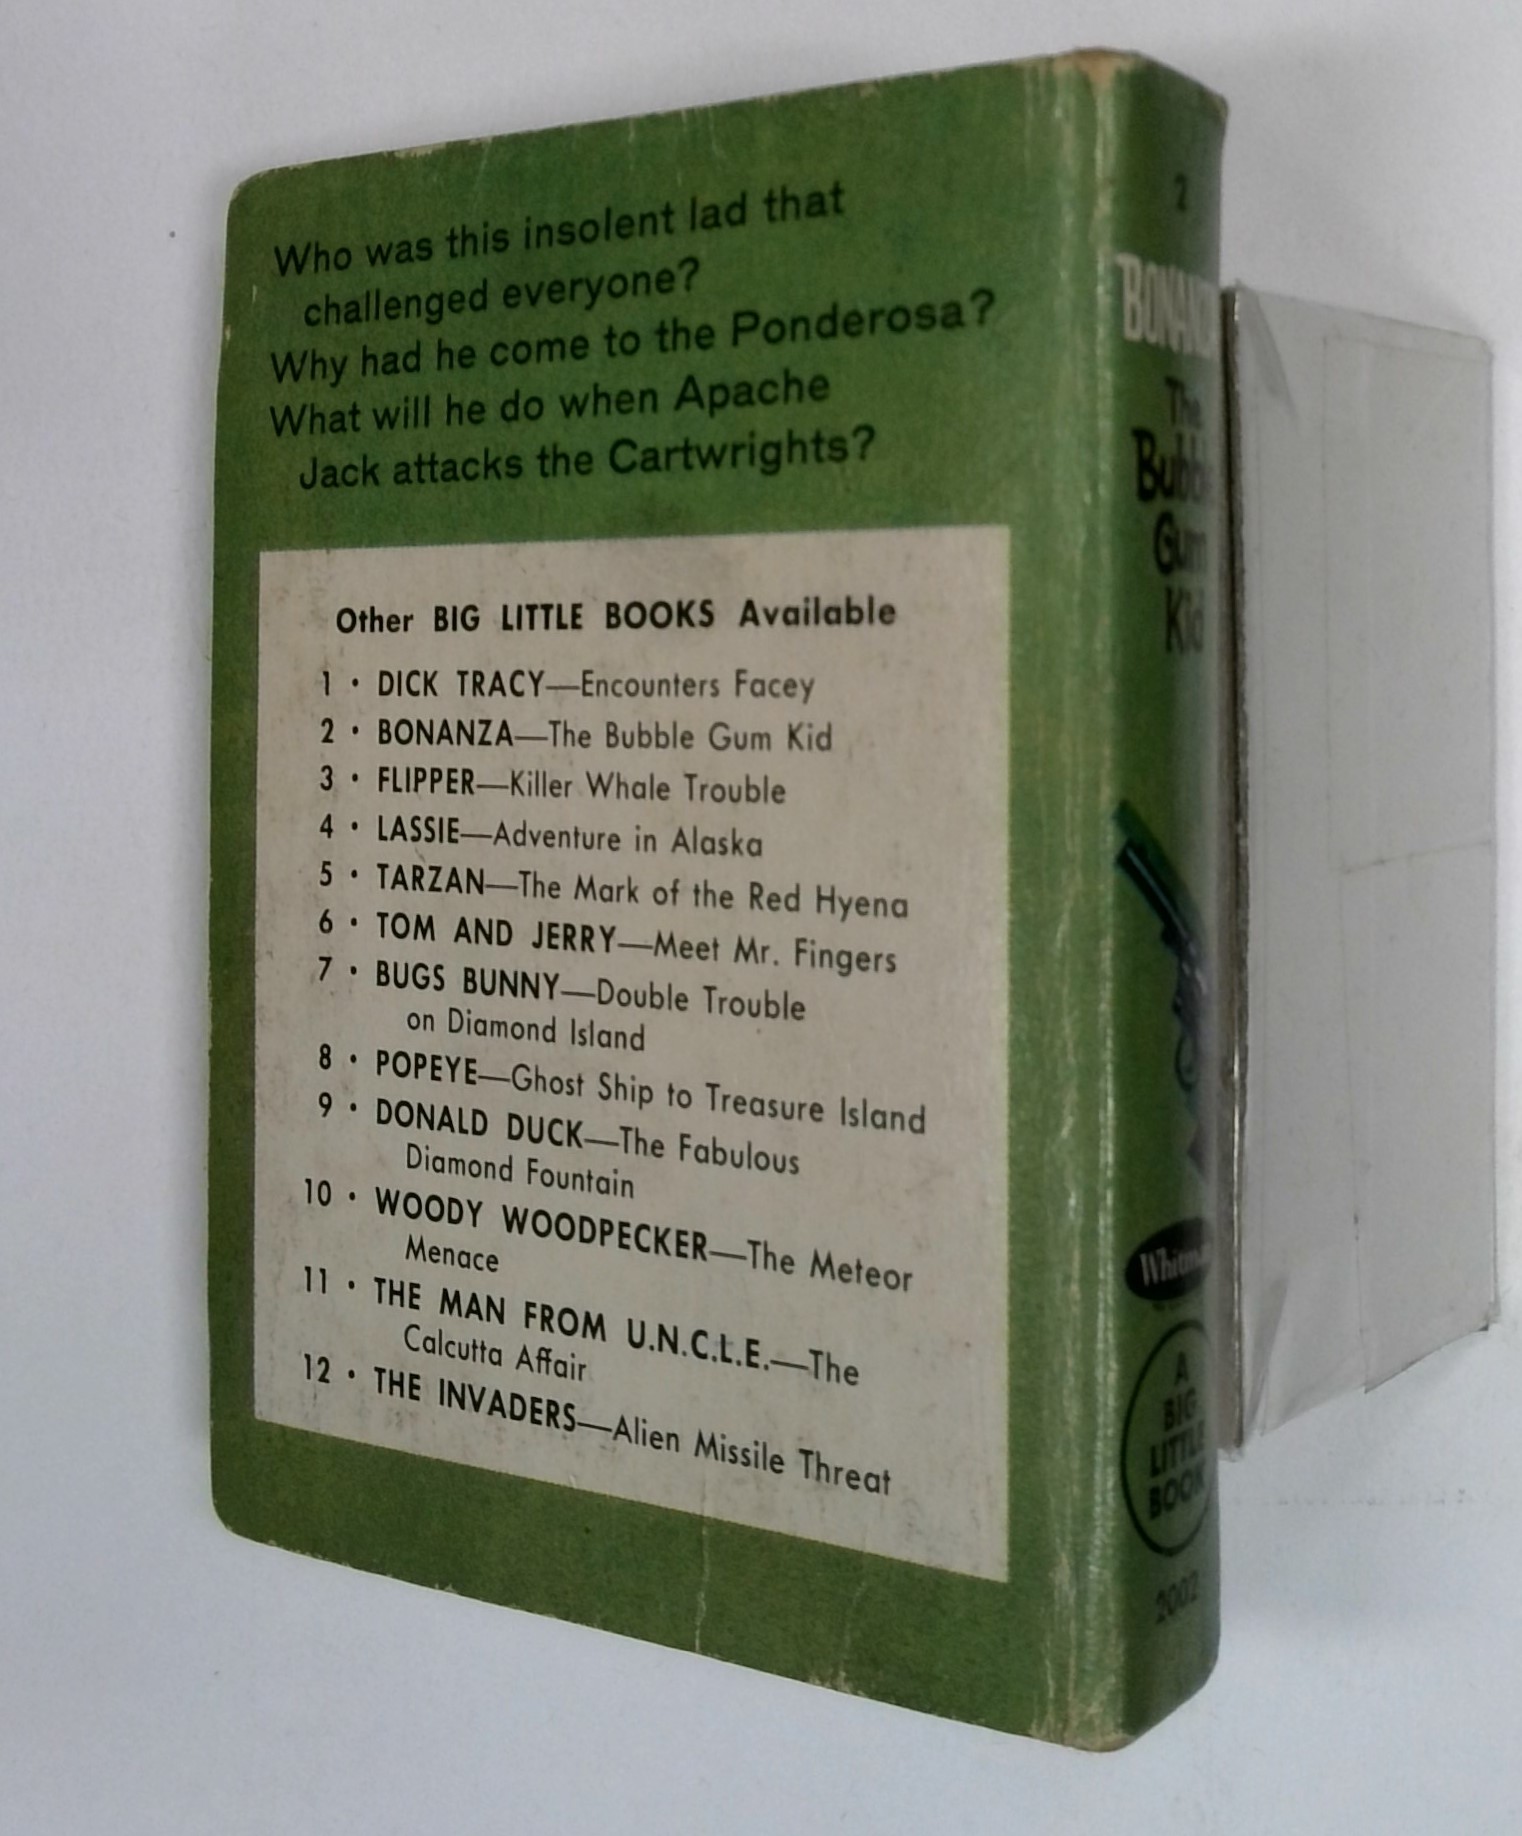 Who was this insolent lad that
challenged everyone?
Why had he come to the Ponderosa?
What will he do when Apache
Jack attacks the Cartwrights?
Other BIG LITTLE BOOKS Available
1 • DICK TRACY—Encounters Facey
2 • BONANZA—The Bubble Gum Kid
3 • FLIPPER—Killer Whale Trouble
4 • LASSIE—Adventure in Alaska
5 • TARZAN—The Mark of the Red Hyena
6 • TOM AND JERRY—Meet Mr. Fingers
7 • BUGS BUNNY—Double Trouble
on Diamond Island
8 • POPEYE—Ghost Ship to Treasure Island
9 • DONALD DUCK—The Fabulous
Diamond Fountain
10 • WOODY WOODPECKER—The Meteor
Menace
11 • THE MAN FROM U.N.C.L.E.—The
Calcutta Affair
12 • THE INVADERS—Alien Missile Threat
2
BONANZA
The
Bubble
Gum
Kid
Whitman
A
BIG
LITTLE
BOOK
2002